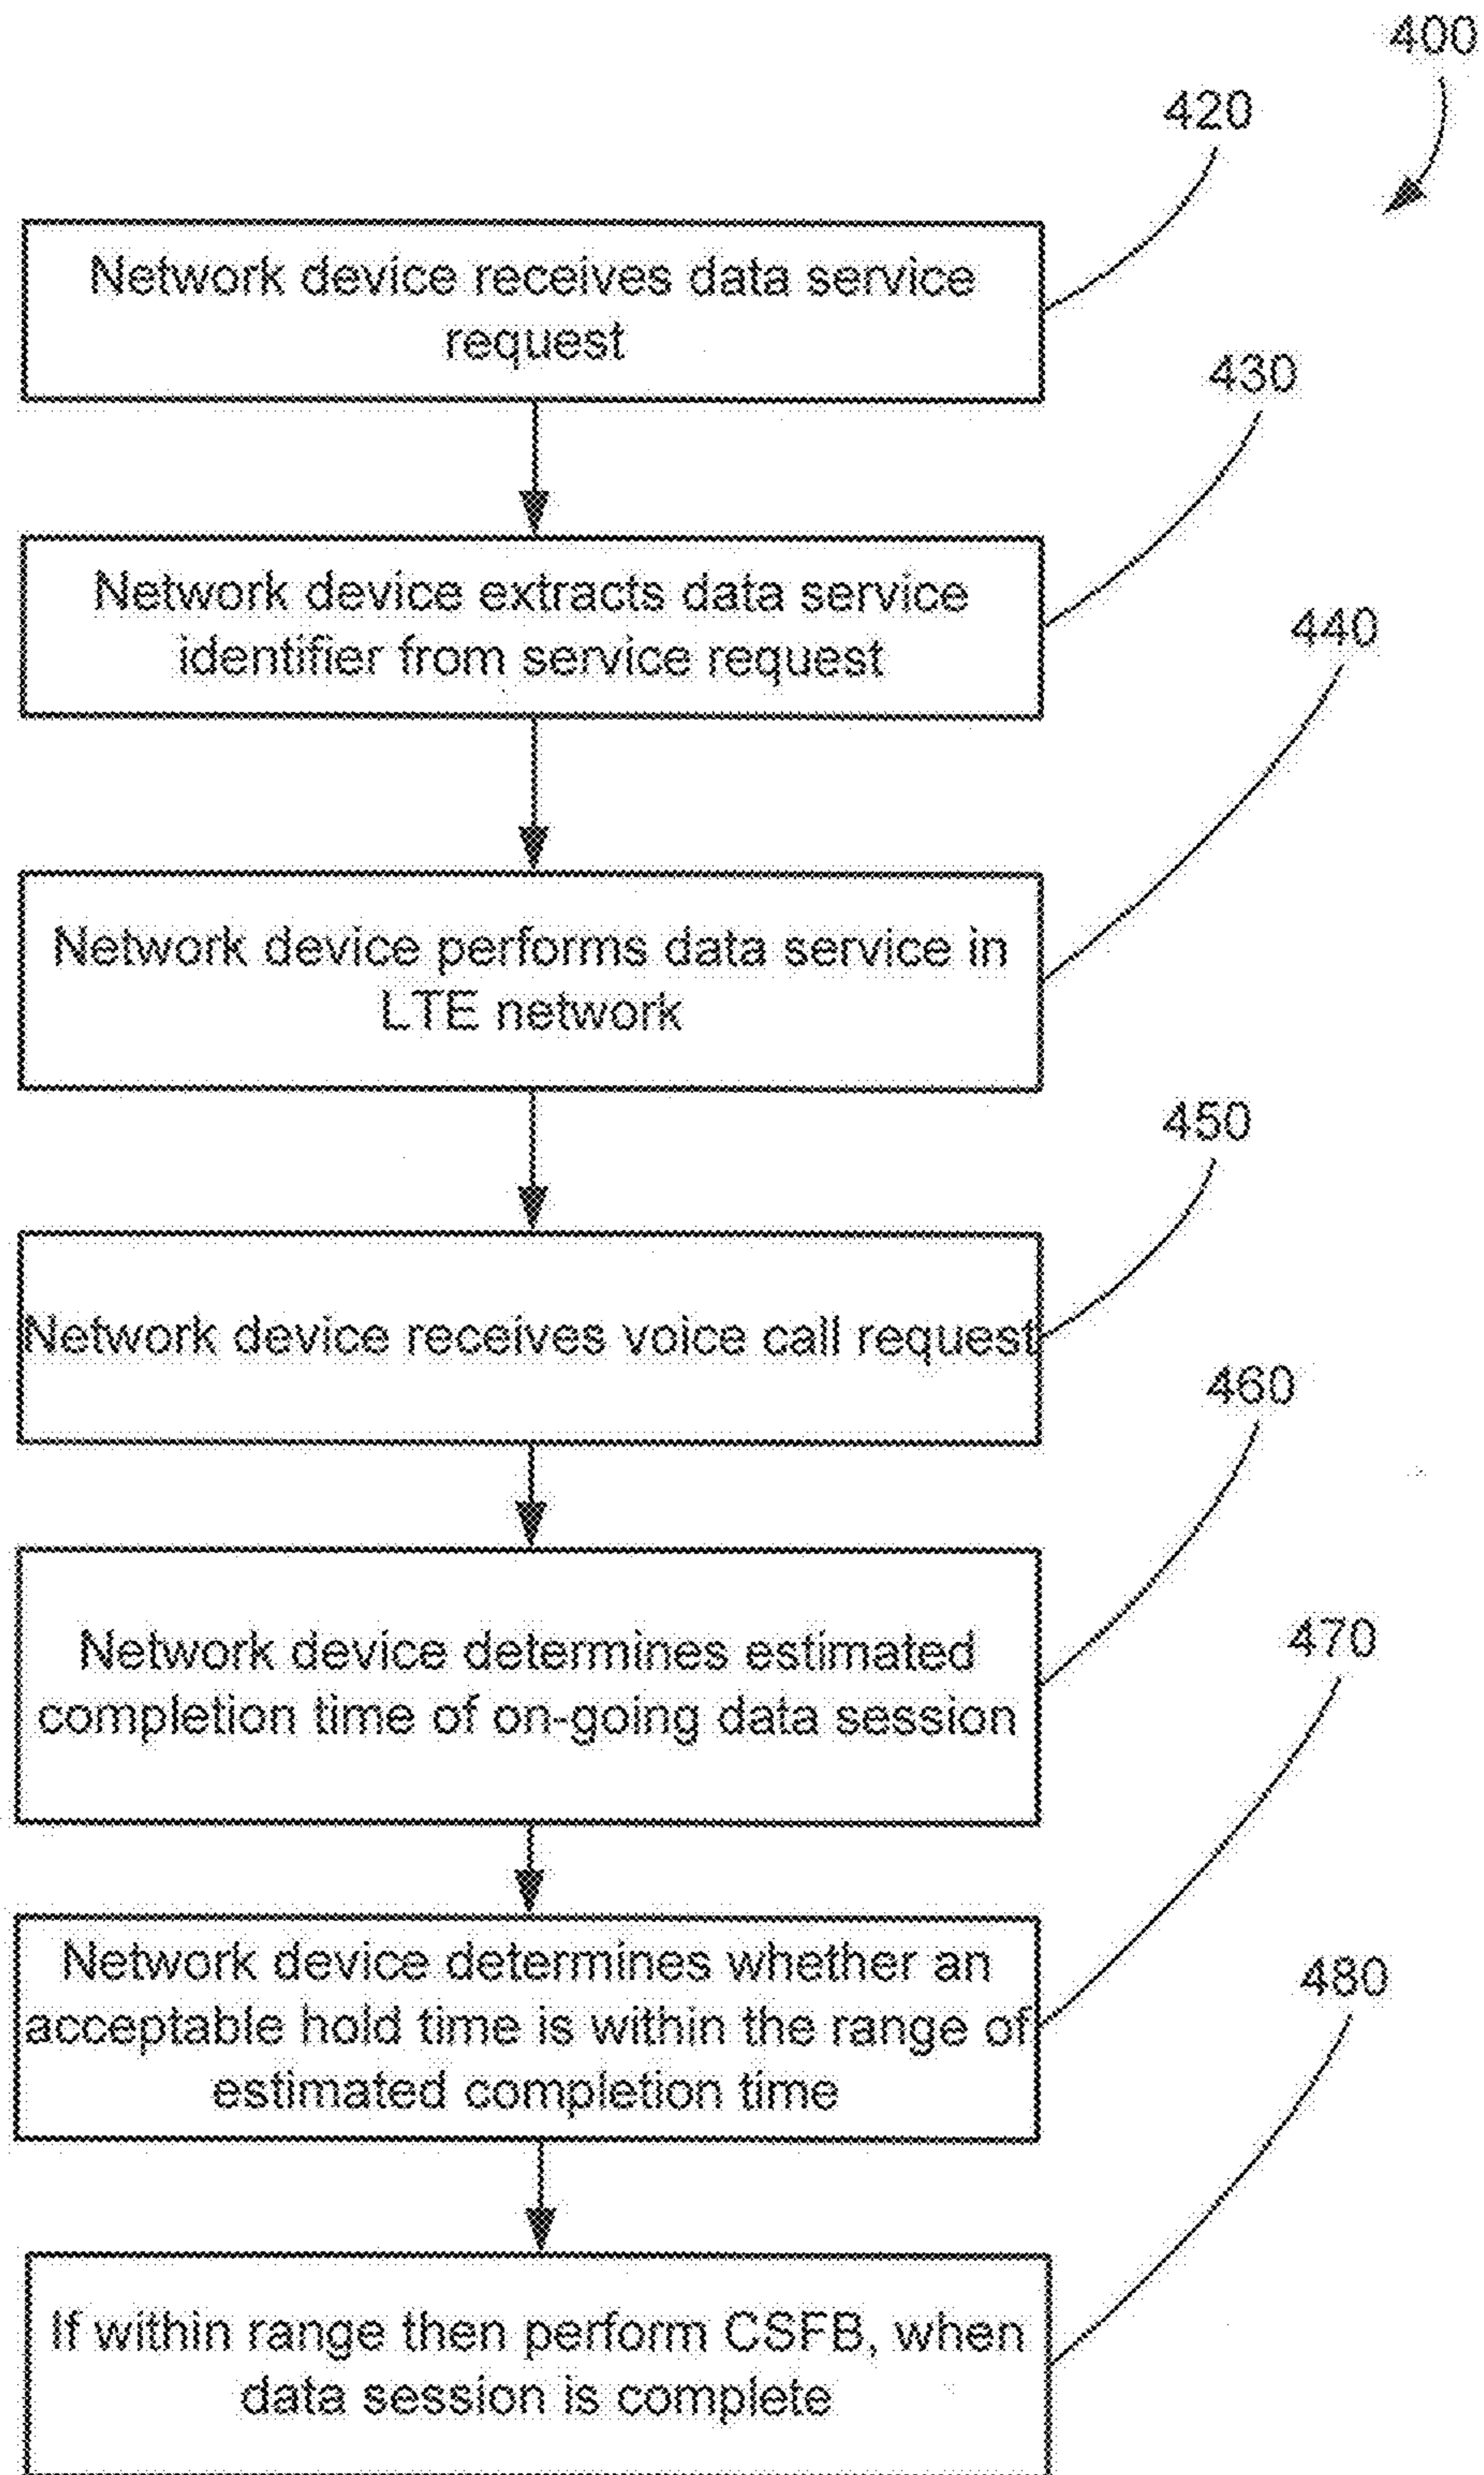 400
420
Network device receives data service
request
430
Network device extracts data service
identifier from service request
440
Network device performs data service in
LTE network
450
Network device receives voice call request
460
Network device determines estimated
completion time of on-going data session
470
Network device determines whether an
acceptable hold time is within the range of
estimated completion time
480
If within range then perform CSFB, when
data session is complete